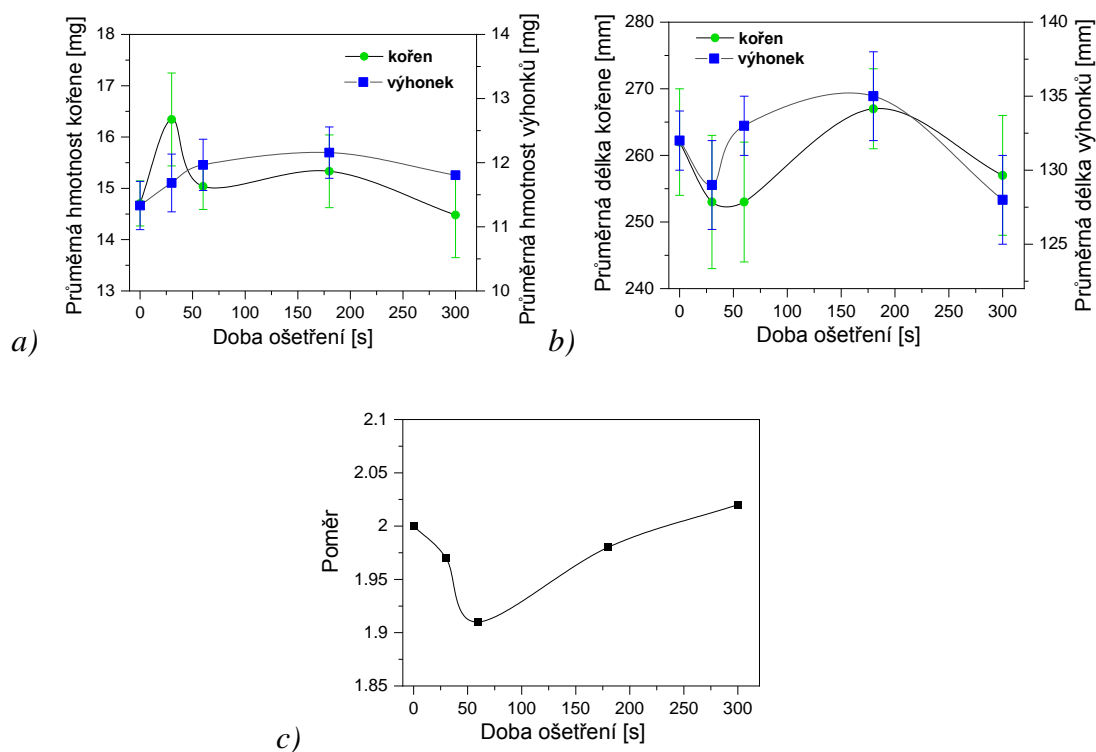 18
17
16
15
14
13
14
13
12
11
10
0 50 100 150 200 250 300
Průměrná hmotnost kořene [mg]
Průměrná hmotnost výhonků [mg]
Doba ošetření [s]
kořen
výhonek
a)
280
270
260
250
240
140
135
130
125
0 50 100 150 200 250 300
Průměrná délka kořene [mm]
Průměrná délka výhonků [mm]
Doba ošetření [s]
kořen
výhonek
b)
2.1
2.05
2
1.95
1.9
1.85
0 50 100 150 200 250 300
Poměr
Doba ošetření [s]
c)